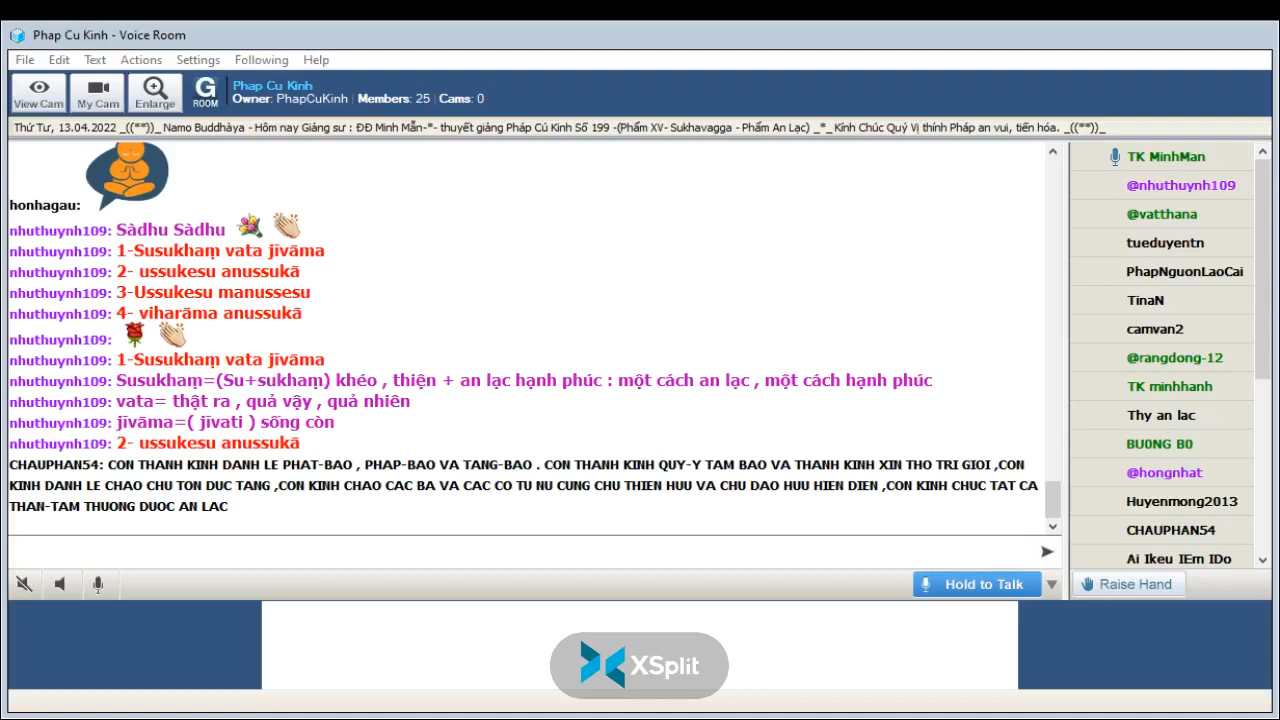 Phap Cu Kinh - Voice Room
File Edit Text Actions Settings Following Help
View Cam My Cam Enlarge G ROOM
Phap Cu Kinh
Owner: PhapCuKinh Members: 25 Cams: 0
Thứ Tư, 13.04.2022 _((**))_ Namo Buddhàya - Hôm nay Giảng sư : ĐĐ Minh Mẫn-*- thuyết giảng Pháp Cú Kinh Số 199 -(Phẩm XV- Sukhavagga - Phẩm An Lạc) _*_ Kính Chúc Quý Vị thính Pháp an vui, tiến hóa. _((**))_
honhagau:
nhuthuynh109: Sàdhu Sàdhu
nhuthuynh109: 1-Susukhaṃ vata jīvāma
nhuthuynh109: 2- ussukesu anussukā
nhuthuynh109: 3-Ussukesu manussesu
nhuthuynh109: 4- viharāma anussukā
nhuthuynh109:
nhuthuynh109: 1-Susukhaṃ vata jīvāma
nhuthuynh109: Susukhaṃ=(Su+sukhaṃ) khéo , thiện + an lạc hạnh phúc : một cách an lạc , một cách hạnh phúc
nhuthuynh109: vata= thật ra , quả vậy , quả nhiên
nhuthuynh109: jīvāma=( jīvati ) sống còn
nhuthuynh109: 2- ussukesu anussukā
CHAUPHAN54: CON THANH KINH DANH LE PHAT-BAO , PHAP-BAO VA TANG-BAO . CON THANH KINH QUY-Y TAM BAO VA THANH KINH XIN THO TRI GIOI ,CON
KINH DANH LE CHAO CHU TON DUC TANG ,CON KINH CHAO CAC BA VA CAC CO TU NU CUNG CHU THIEN HUU VA CHU DAO HUU HIEN DIEN ,CON KINH CHUC TAT CA
THAN-TAM THUONG DUOC AN LAC
TK MinhMan
@nhuthuynh109
@vatthana
tueduyentn
PhapNguonLaoCai
TinaN
camvan2
@rangdong-12
TK minhhanh
Thy an lac
BU0NG B0
@hongnhat
Huyenmong2013
CHAUPHAN54
Ai Ikeu IEm IDo
Hold to Talk
Raise Hand
XSplit